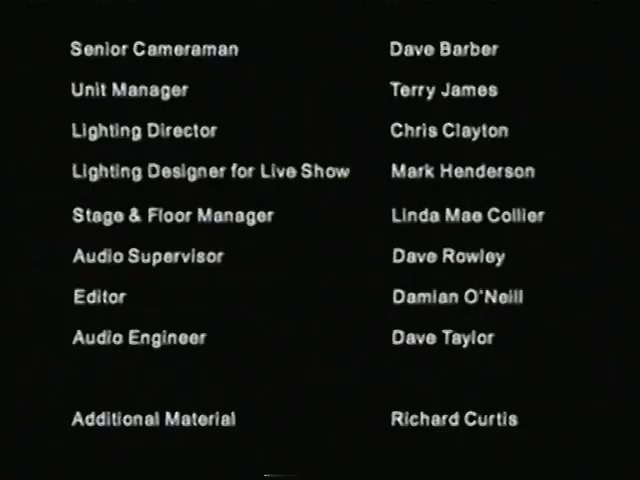 Senior Cameraman Dave Barber
Unit Manager Terry James
Lighting Director Chris Clayton
Lighting Designer for Live Show Mark Henderson
Stage & Floor Manager Linda Mae Collier
Audio Supervisor Dave Rowley
Editor Damian O'Neill
Audio Engineer Dave Taylor
Additional Material Richard Curtis